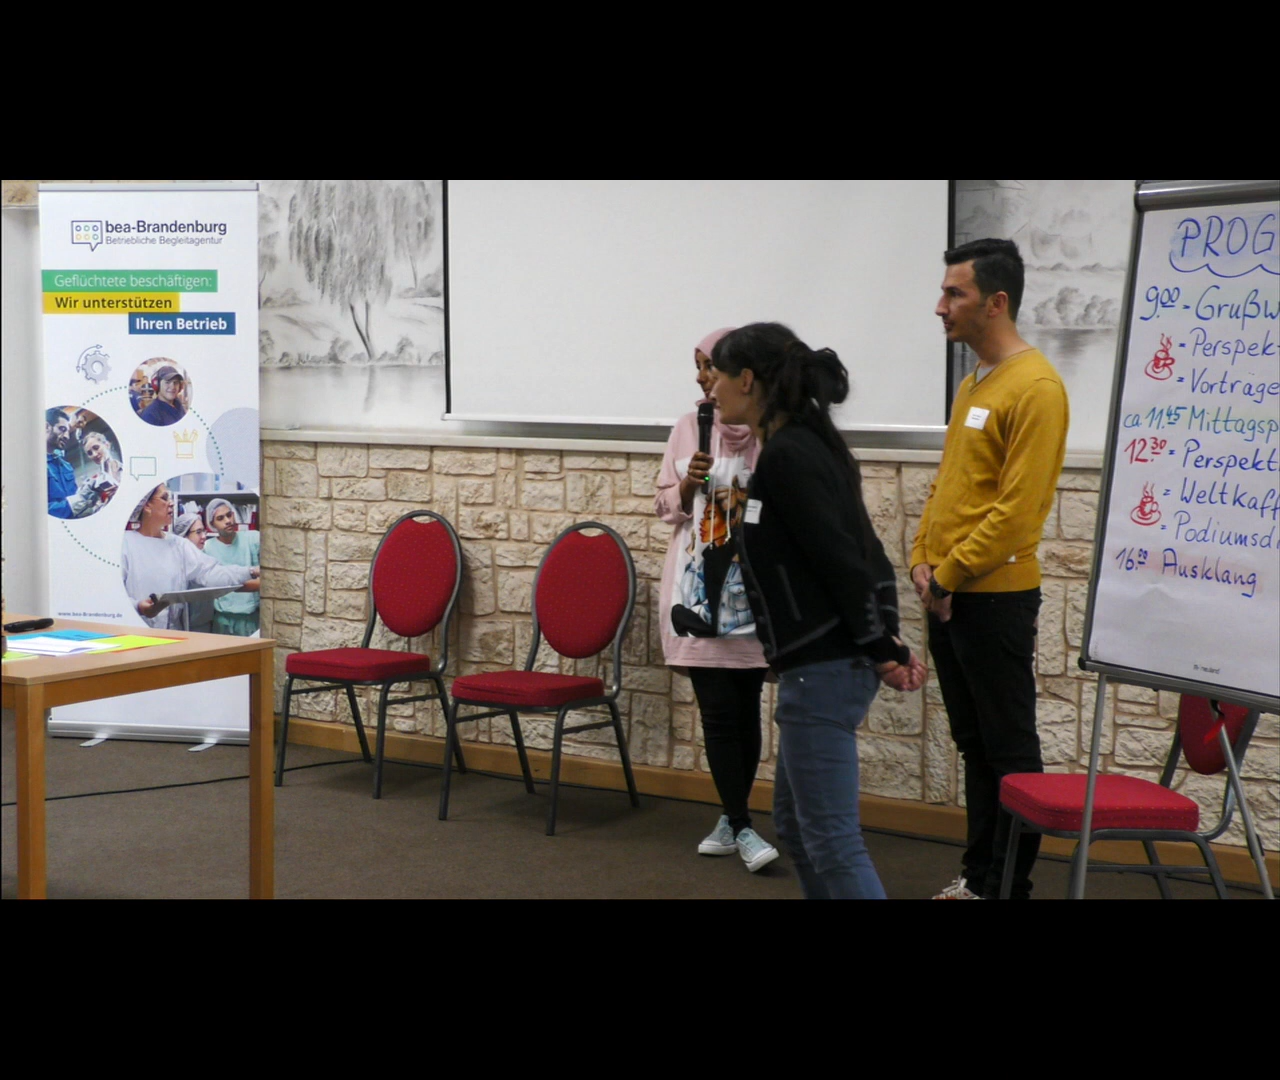 bea-Brandenburg
Betriebliche Begleitagentur
Geflüchtete beschäftigen:
Wir unterstützen
Ihren Betrieb
www.bea-Brandenburg.de
PROG
9.00 - Grußw
- Perspekt
- Vorträge
ca 11.45 Mittagsp
12.30 - Perspekt
- Weltkaff
- Podiumsdi
16.00 Ausklang